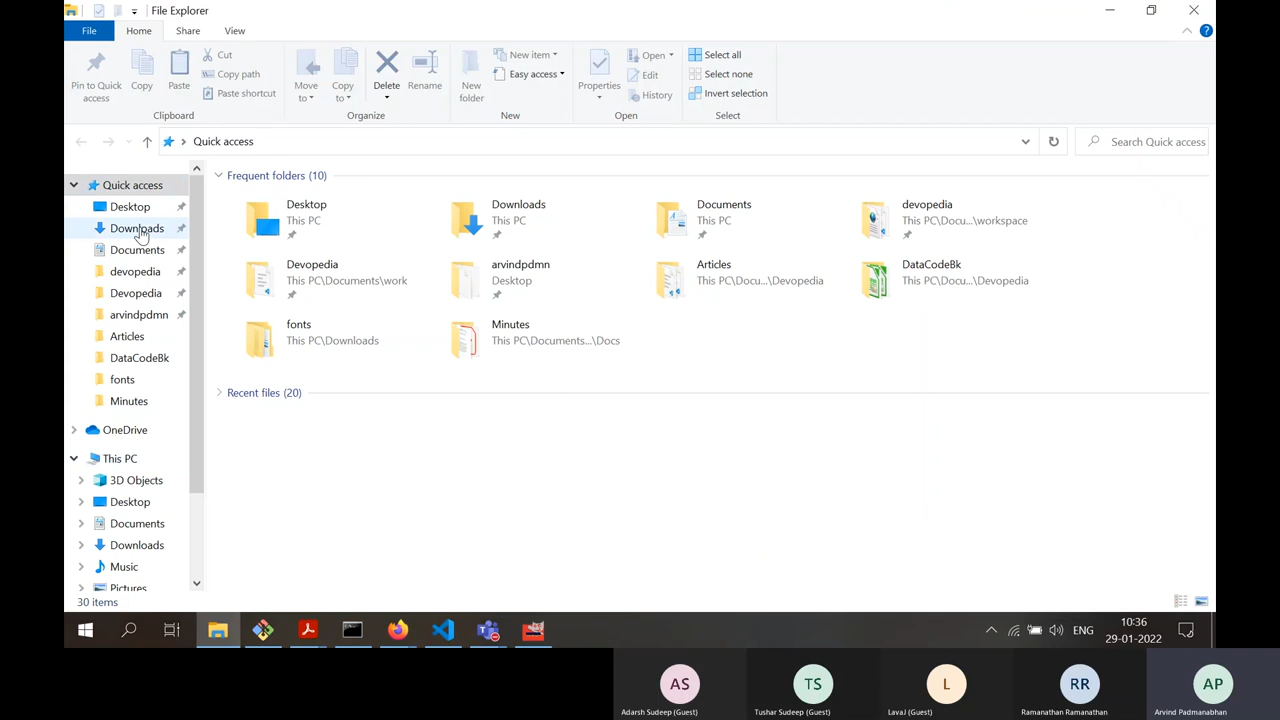 File Explorer
File Home Share View
Pin to Quick access
Copy
Paste
Cut
Copy path
Paste shortcut
Clipboard
Move to
Copy to
Delete
Rename
Organize
New folder
New item
Easy access
New
Properties
Open
Edit
History
Open
Select all
Select none
Invert selection
Select
Quick access
Search Quick access
Quick access
Desktop
Downloads
Documents
devopedia
Devopedia
arvindpdmn
Articles
DataCodeBk
fonts
Minutes
OneDrive
This PC
3D Objects
Desktop
Documents
Downloads
Music
Pictures
Frequent folders (10)
Desktop
This PC
Downloads
This PC
Documents
This PC
devopedia
This PC\Docu...\workspace
Devopedia
This PC\Documents\work
arvindpdmn
Desktop
Articles
This PC\Docu...\Devopedia
DataCodeBk
This PC\Docu...\Devopedia
fonts
This PC\Downloads
Minutes
This PC\Documents...\Docs
Recent files (20)
30 items
ENG
10:36
29-01-2022
AS
Adarsh Sudeep (Guest)
TS
Tushar Sudeep (Guest)
L
LavaJ (Guest)
RR
Ramanathan Ramanathan
AP
Arvind Padmanabhan